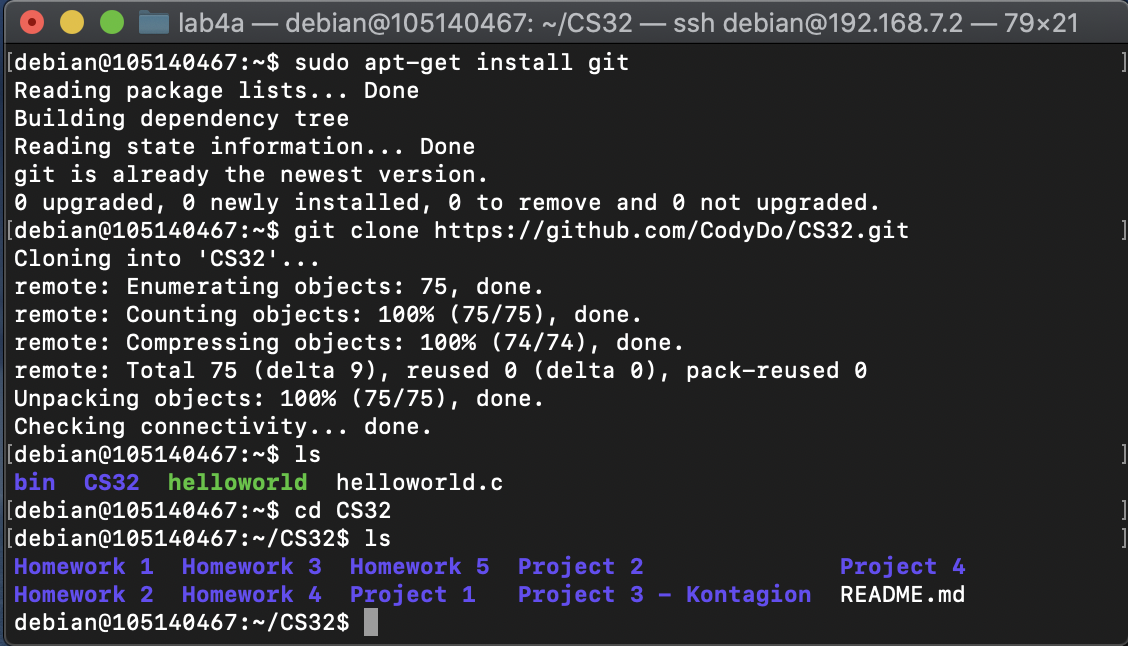 lab4a — debian@105140467: ~/CS32 — ssh debian@192.168.7.2 — 79×21
[debian@105140467:~$ sudo apt-get install git ]
Reading package lists... Done
Building dependency tree
Reading state information... Done
git is already the newest version.
0 upgraded, 0 newly installed, 0 to remove and 0 not upgraded.
[debian@105140467:~$ git clone https://github.com/CodyDo/CS32.git ]
Cloning into 'CS32'...
remote: Enumerating objects: 75, done.
remote: Counting objects: 100% (75/75), done.
remote: Compressing objects: 100% (74/74), done.
remote: Total 75 (delta 9), reused 0 (delta 0), pack-reused 0
Unpacking objects: 100% (75/75), done.
Checking connectivity... done.
[debian@105140467:~$ ls ]
bin  CS32  helloworld  helloworld.c
[debian@105140467:~$ cd CS32 ]
[debian@105140467:~/CS32$ ls ]
Homework 1  Homework 3  Homework 5  Project 2              Project 4
Homework 2  Homework 4  Project 1   Project 3 - Kontagion  README.md
debian@105140467:~/CS32$